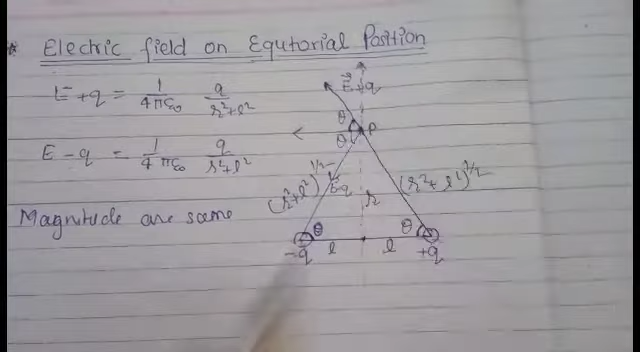 * Electric field on Equtorial Position
E+q = 1/4πε₀ q/r²+l²
E-q = 1/4πε₀ q/r²+l²
Magnitude are same
E⃗+q
θ
P
θ
(r²+l²)^1/2
E⃗q
r
(r²+l²)^1/2
θ
θ
-q
l
l
+q